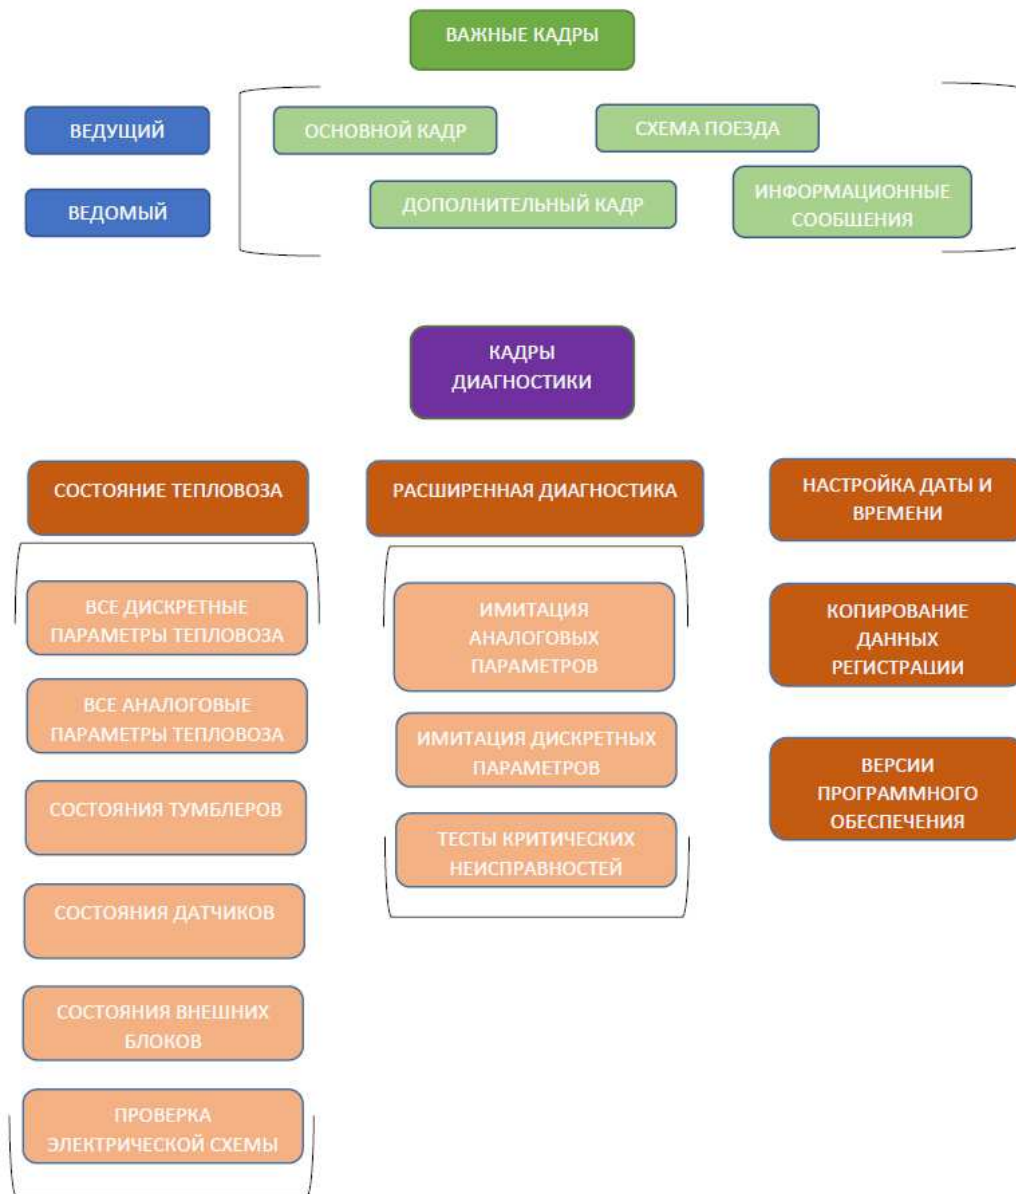 ВАЖНЫЕ КАДРЫ
ВЕДУЩИЙ
ОСНОВНОЙ КАДР
СХЕМА ПОЕЗДА
ВЕДОМЫЙ
ДОПОЛНИТЕЛЬНЫЙ КАДР
ИНФОРМАЦИОННЫЕ
СООБШЕНИЯ
КАДРЫ
ДИАГНОСТИКИ
СОСТОЯНИЕ ТЕПЛОВОЗА
ВСЕ ДИСКРЕТНЫЕ
ПАРАМЕТРЫ ТЕПЛОВОЗА
ВСЕ АНАЛОГОВЫЕ
ПАРАМЕТРЫ ТЕПЛОВОЗА
СОСТОЯНИЯ ТУМБЛЕРОВ
СОСТОЯНИЯ ДАТЧИКОВ
СОСТОЯНИЯ ВНЕШНИХ
БЛОКОВ
ПРОВЕРКА
ЭЛЕКТРИЧЕСКОЙ СХЕМЫ
РАСШИРЕННАЯ ДИАГНОСТИКА
ИМИТАЦИЯ
АНАЛОГОВЫХ
ПАРАМЕТРОВ
ИМИТАЦИЯ ДИСКРЕТНЫХ
ПАРАМЕТРОВ
ТЕСТЫ КРИТИЧЕСКИХ
НЕИСПРАВНОСТЕЙ
НАСТРОЙКА ДАТЫ И
ВРЕМЕНИ
КОПИРОВАНИЕ
ДАННЫХ
РЕГИСТРАЦИИ
ВЕРСИИ
ПРОГРАММНОГО
ОБЕСПЕЧЕНИЯ